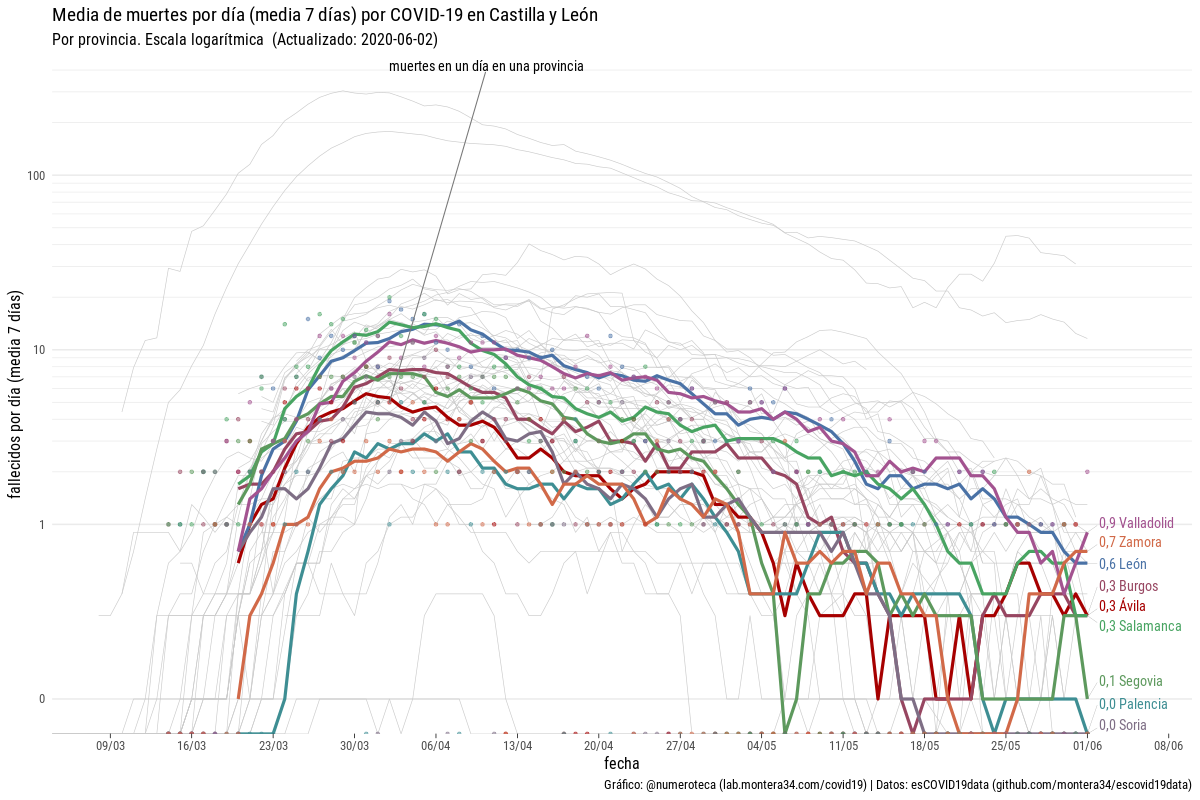 Media de muertes por día (media 7 días) por COVID-19 en Castilla y León
Por provincia. Escala logarítmica  (Actualizado: 2020-06-02)
muertes en un día en una provincia
fallecidos por día (media 7 días)
100
10
1
0
0,9 Valladolid
0,7 Zamora
0,6 León
0,3 Burgos
0,3 Ávila
0,3 Salamanca
0,1 Segovia
0,0 Palencia
0,0 Soria
09/03 16/03 23/03 30/03 06/04 13/04 20/04 27/04 04/05 11/05 18/05 25/05 01/06 08/06
fecha
Gráfico: @numeroteca (lab.montera34.com/covid19) | Datos: esCOVID19data (github.com/montera34/escovid19data)